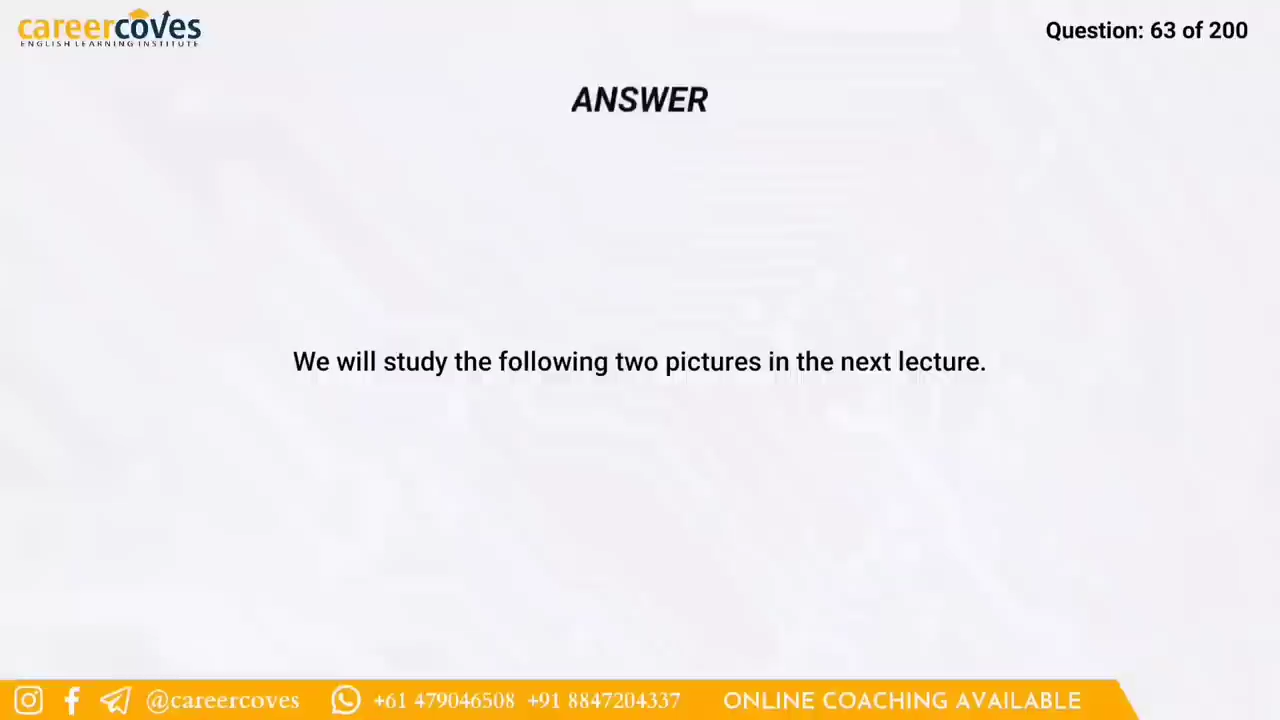 careercoves
ENGLISH LEARNING INSTITUTE
Question: 63 of 200
ANSWER
We will study the following two pictures in the next lecture.
@careercoves +61 479046508 +91 8847204337 ONLINE COACHING AVAILABLE